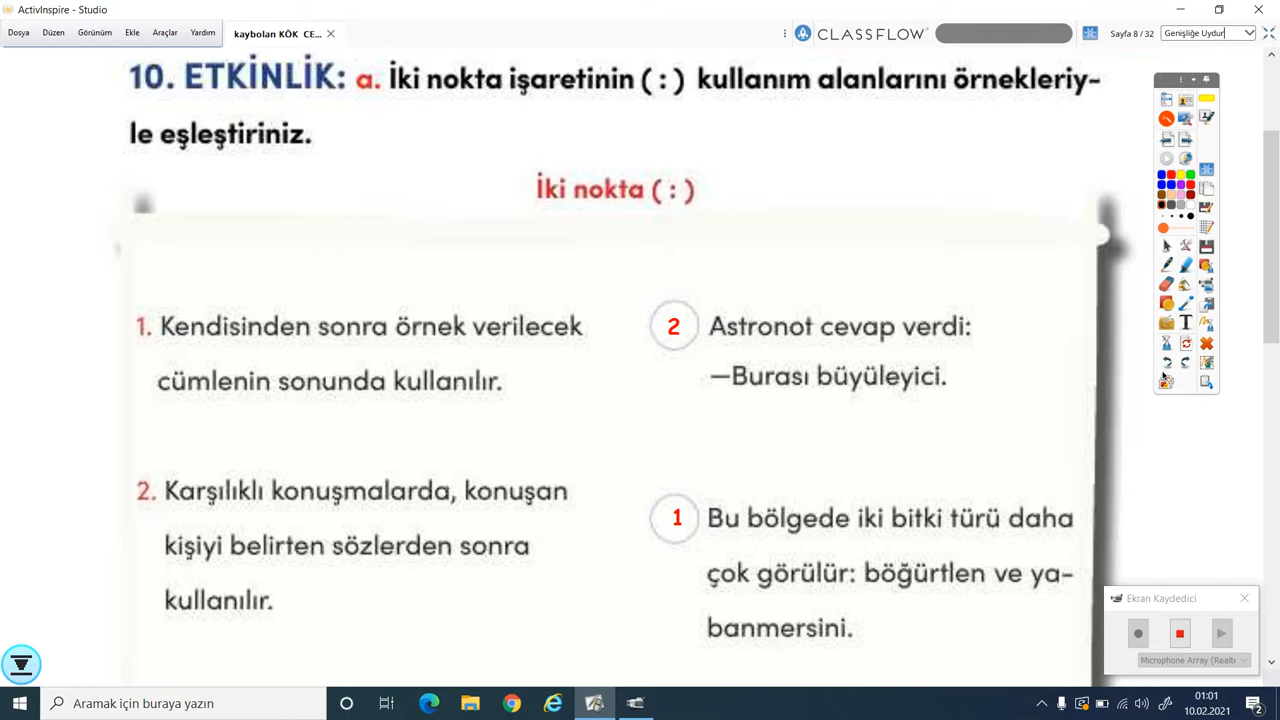 ActivInspire - Studio
Dosya Düzen Görünüm Ekle Araçlar Yardım
kaybolan KÖK CE...
CLASSFLOW
Sayfa 8 / 32
Genişliğe Uydur
10. ETKİNLİK: a. İki nokta işaretinin ( : ) kullanım alanlarını örnekleriy-
le eşleştiriniz.
İki nokta ( : )
1. Kendisinden sonra örnek verilecek
cümlenin sonunda kullanılır.
2. Karşılıklı konuşmalarda, konuşan
kişiyi belirten sözlerden sonra
kullanılır.
2 Astronot cevap verdi:
—Burası büyüleyici.
1 Bu bölgede iki bitki türü daha
çok görülür: böğürtlen ve ya-
banmersini.
Ekran Kaydedici
Microphone Array (Realt
Aramak için buraya yazın
01:01
10.02.2021
2